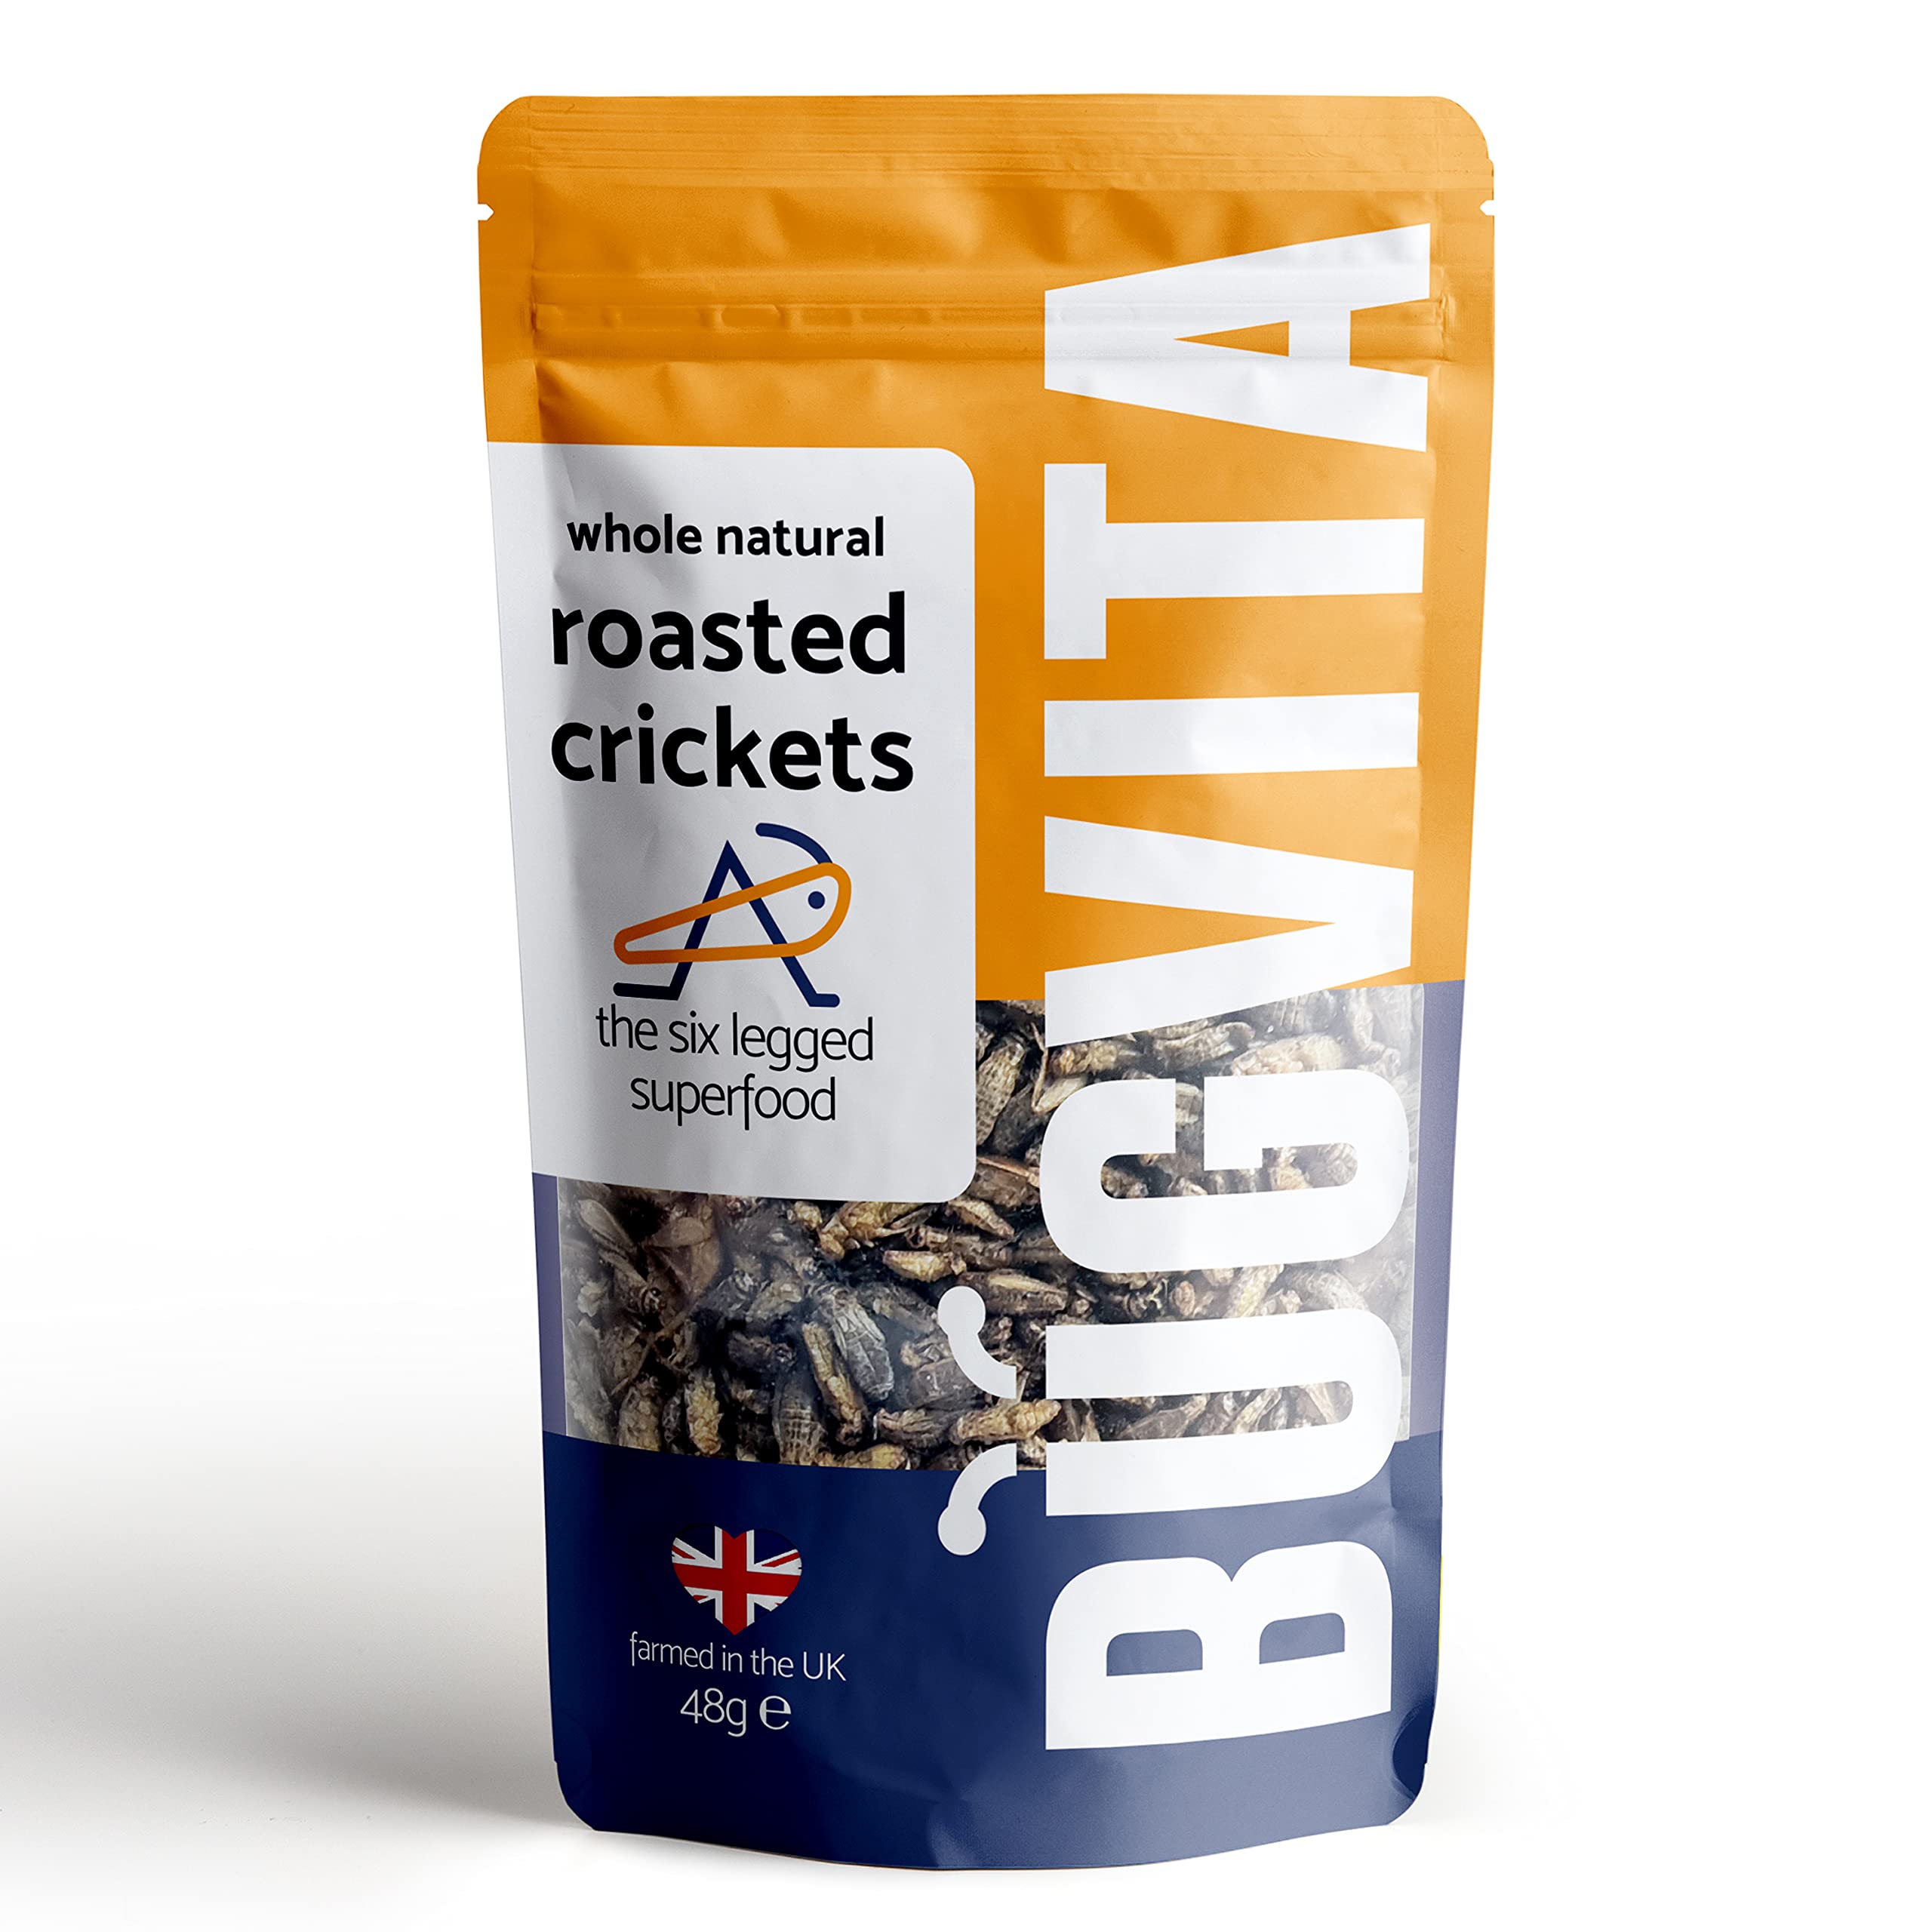 whole natural
roasted
crickets
the six legged
superfood
BUGVITA
farmed in the UK
48g ℮